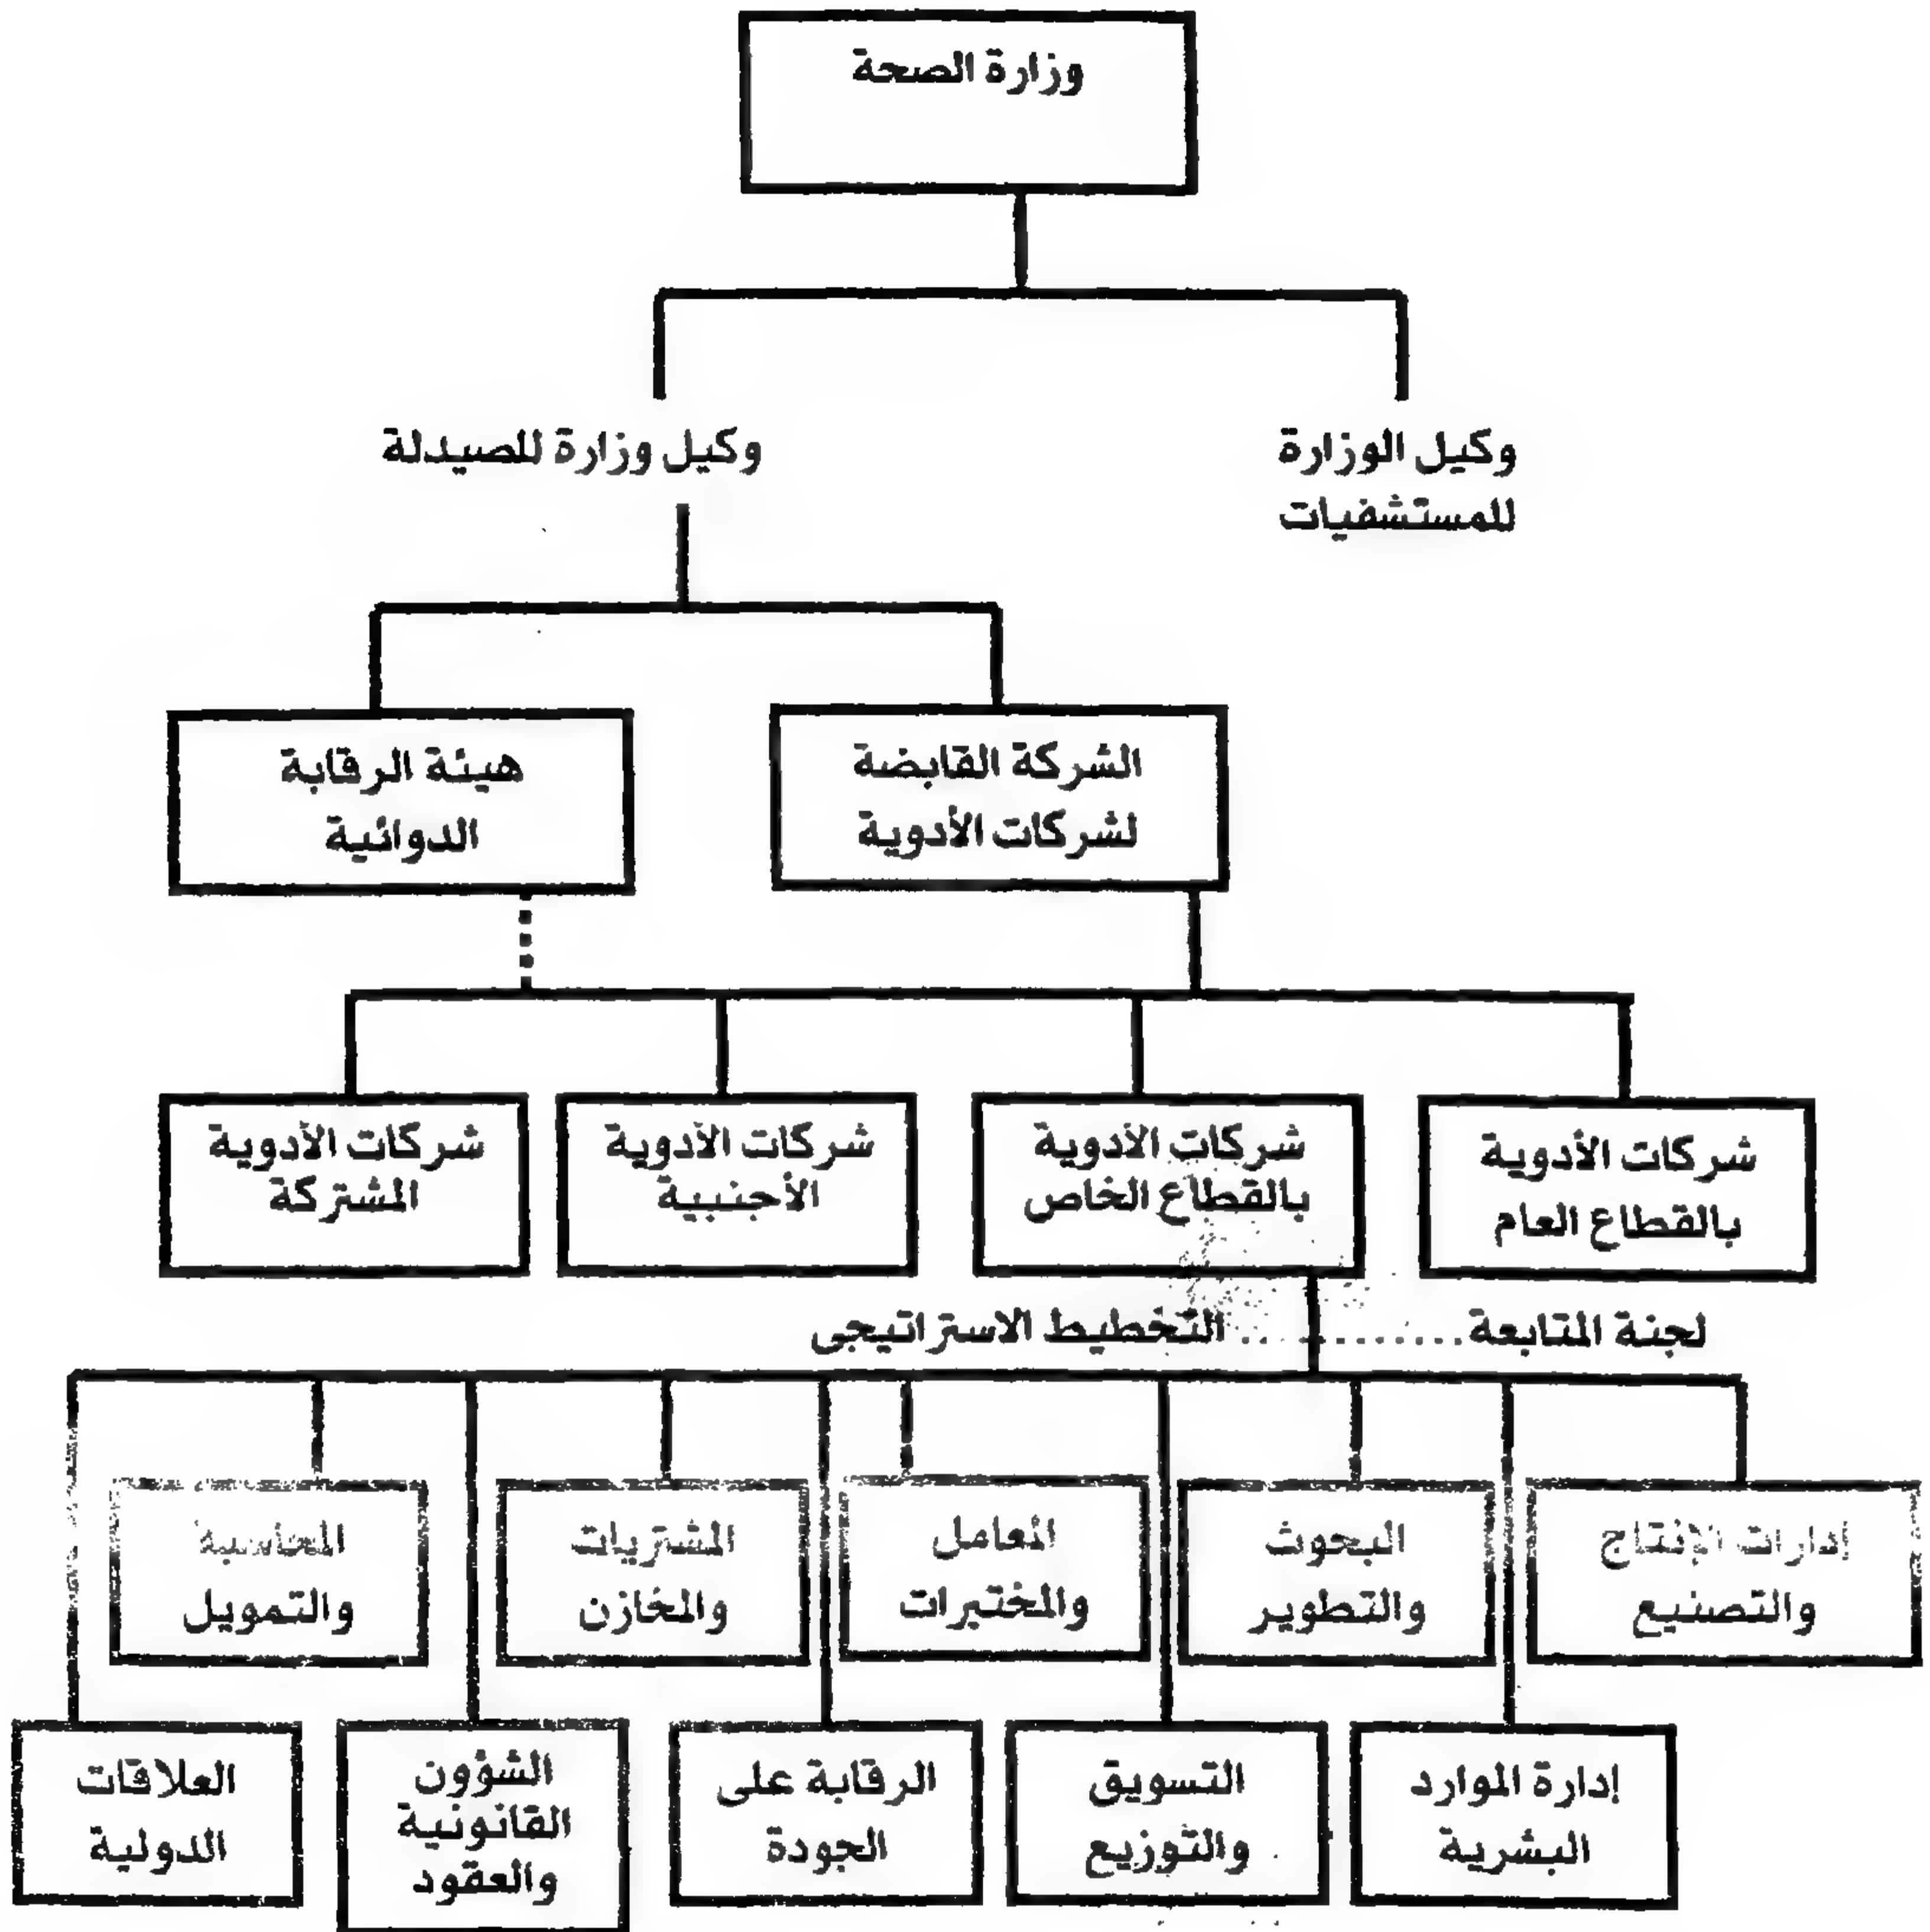 وزارة الصحة
وكيل الوزارة
للمستشفيات
وكيل وزارة للصيدلة
الشركة القابضة
لشركات الأدوية
هيئة الرقابة
الدوائية
شركات الأدوية
بالقطاع العام
شركات الأدوية
بالقطاع الخاص
شركات الأدوية
الأجنبية
شركات الأدوية
المشتركة
لجنة المتابعة ............ التخطيط الاستراتيجى
إدارات الإنتاج
والتصنيع
البحوث
والتطوير
المعامل
والمختبرات
المشتريات
والمخازن
المحاسبة
والتمويل
إدارة الموارد
البشرية
التسويق
والتوزيع
الرقابة على
الجودة
الشؤون
القانونية
والعقود
العلاقات
الدولية